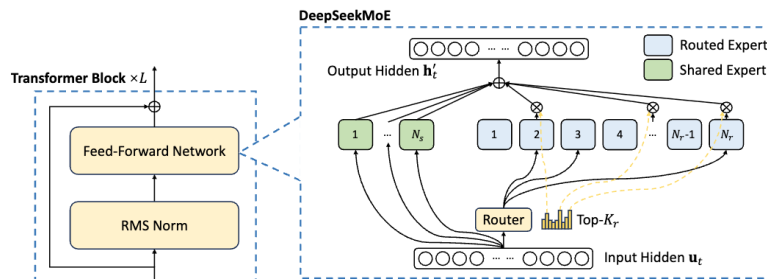 DeepSeekMoE
Routed Expert
Shared Expert
Output Hidden 𝐡′ₜ
Transformer Block ×L
Feed-Forward Network
RMS Norm
1 ... Nₛ 1 2 3 4 ... Nᵣ-1 Nᵣ
Router
Top-Kᵣ
Input Hidden 𝐮ₜ